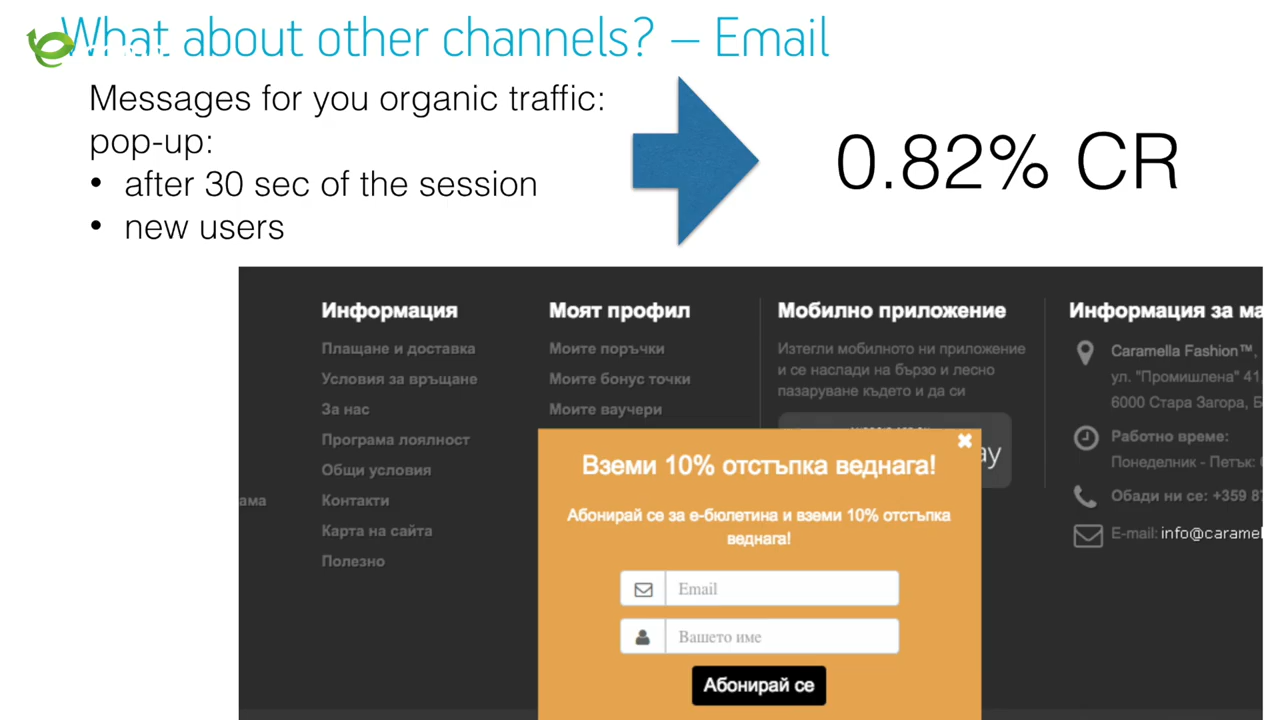 What about other channels? – Email
Messages for you organic traffic:
pop-up:
• after 30 sec of the session
• new users
0.82% CR
Информация
Плащане и доставка
Условия за връщане
За нас
Програма лоялност
Общи условия
Контакти
Карта на сайта
Полезно
ама
Моят профил
Моите поръчки
Моите бонус точки
Моите ваучери
Мобилно приложение
Изтегли мобилното ни приложение
и се наслади на бързо и лесно
пазаруване където и да си
ay
Информация за ма
Caramella Fashion™,
ул. "Промишлена" 41,
6000 Стара Загора, Б
Работно време:
Понеделник - Петък:
Обади ни се: +359 8
E-mail: info@caramel
Вземи 10% отстъпка веднага!
Абонирай се за е-бюлетина и вземи 10% отстъпка
веднага!
Email
Вашето име
Абонирай се